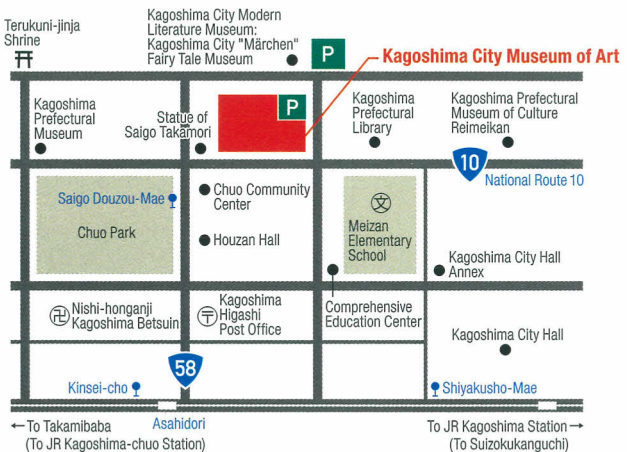 Terukuni-jinja
Shrine
Kagoshima City Modern
Literature Museum:
Kagoshima City "Märchen"
Fairy Tale Museum
P
Kagoshima City Museum of Art
Kagoshima
Prefectural
Museum
Statue of
Saigo Takamori
P
Kagoshima
Prefectural
Library
Kagoshima Prefectural
Museum of Culture
Reimeikan
10
National Route 10
Saigo Douzou-Mae
Chuo Park
Chuo Community
Center
Houzan Hall
文
Meizan
Elementary
School
Kagoshima City Hall
Annex
卍 Nishi-honganji
Kagoshima Betsuin
〒 Kagoshima
Higashi
Post Office
Comprehensive
Education Center
Kagoshima City Hall
58
Kinsei-cho
Shiyakusho-Mae
← To Takamibaba
(To JR Kagoshima-chuo Station)
Asahidori
To JR Kagoshima Station →
(To Suizokukanguchi)